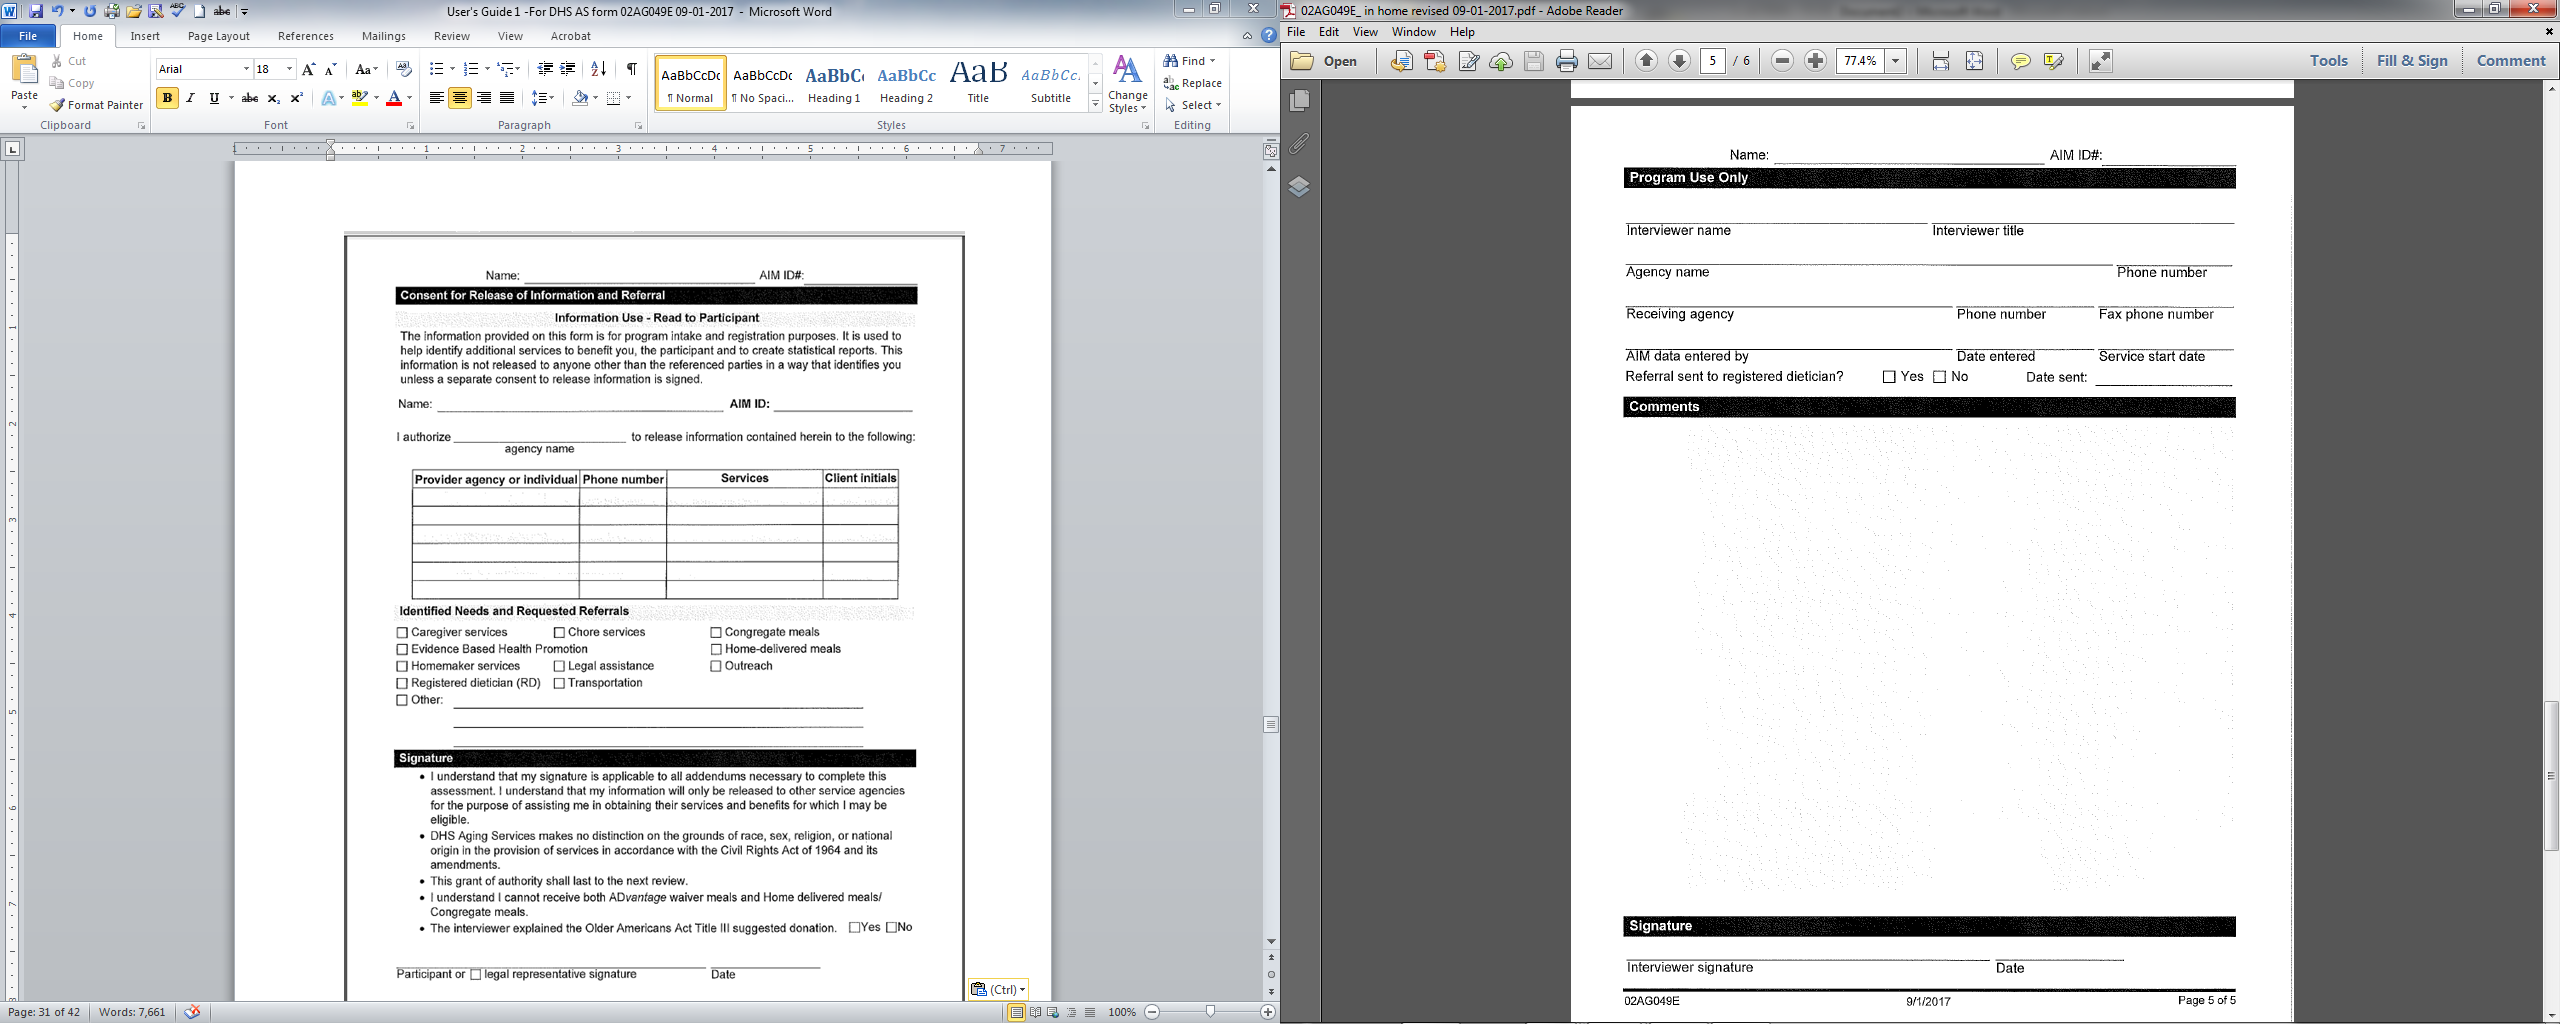 User's Guide1 -For DHS AS form 02AG049E 09-01-2017 - Microsoft Word
File Home Insert Page Layout References Mailings Review View Acrobat
Paste
Cut
Copy
Format Painter
Clipboard
Arial 18
Font
Paragraph
AaBbCcDc AaBbCcDc AaBbC AaBbCc AaB AaBbCc.
¶ Normal ¶ No Spaci... Heading 1 Heading 2 Title Subtitle
Styles
Change Styles
Find
Replace
Select
Editing
1 2 3 4 5 6 7
Name: AIM ID#:
Consent for Release of Information and Referral
Information Use - Read to Participant
The information provided on this form is for program intake and registration purposes. It is used to
help identify additional services to benefit you, the participant and to create statistical reports. This
information is not released to anyone other than the referenced parties in a way that identifies you
unless a separate consent to release information is signed.
Name: AIM ID:
I authorize to release information contained herein to the following:
agency name
Provider agency or individual Phone number Services Client initials
Identified Needs and Requested Referrals
Caregiver services Chore services Congregate meals
Evidence Based Health Promotion Home-delivered meals
Homemaker services Legal assistance Outreach
Registered dietician (RD) Transportation
Other:
Signature
• I understand that my signature is applicable to all addendums necessary to complete this
assessment. I understand that my information will only be released to other service agencies
for the purpose of assisting me in obtaining their services and benefits for which I may be
eligible.
• DHS Aging Services makes no distinction on the grounds of race, sex, religion, or national
origin in the provision of services in accordance with the Civil Rights Act of 1964 and its
amendments.
• This grant of authority shall last to the next review.
• I understand I cannot receive both ADvantage waiver meals and Home delivered meals/
Congregate meals.
• The interviewer explained the Older Americans Act Title III suggested donation. Yes No
Participant or legal representative signature Date
(Ctrl)
Page: 31 of 42 Words: 7,661 100%
02AG049E_ in home revised 09-01-2017.pdf - Adobe Reader
File Edit View Window Help
Open 5 / 6 77.4% Tools Fill & Sign Comment
Name: AIM ID#:
Program Use Only
Interviewer name Interviewer title
Agency name Phone number
Receiving agency Phone number Fax phone number
AIM data entered by Date entered Service start date
Referral sent to registered dietician? Yes No Date sent:
Comments
Signature
Interviewer signature Date
02AG049E 9/1/2017 Page 5 of 5